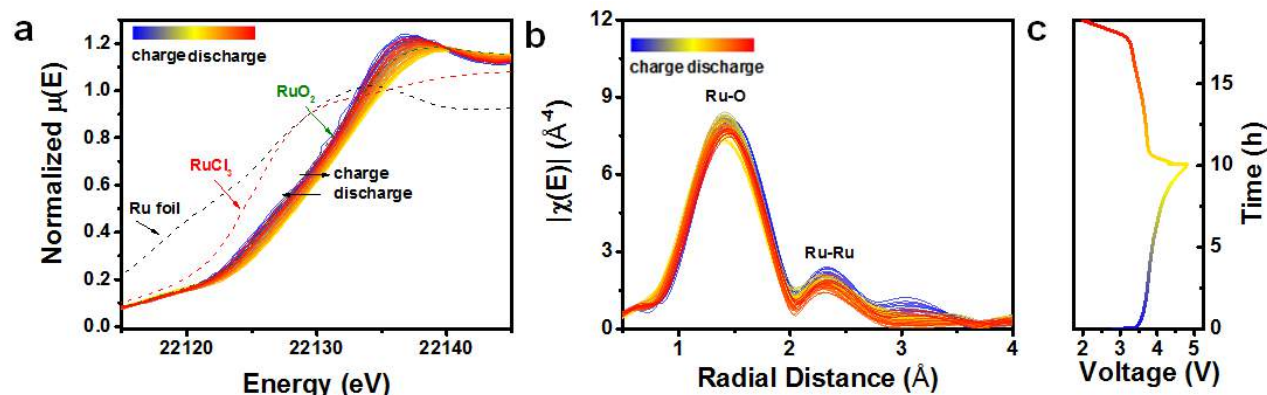 a
charge discharge
RuO2
RuCl3
Ru foil
charge
discharge
Normalized μ(E)
1.2
1.0
0.8
0.6
0.4
0.2
0.0
22120
22130
22140
Energy (eV)
b
charge discharge
Ru-O
Ru-Ru
|χ(E)| (Å-4)
12
9
6
3
0
1
2
3
4
Radial Distance (Å)
c
15
10
5
0
Time (h)
2
3
4
5
Voltage (V)